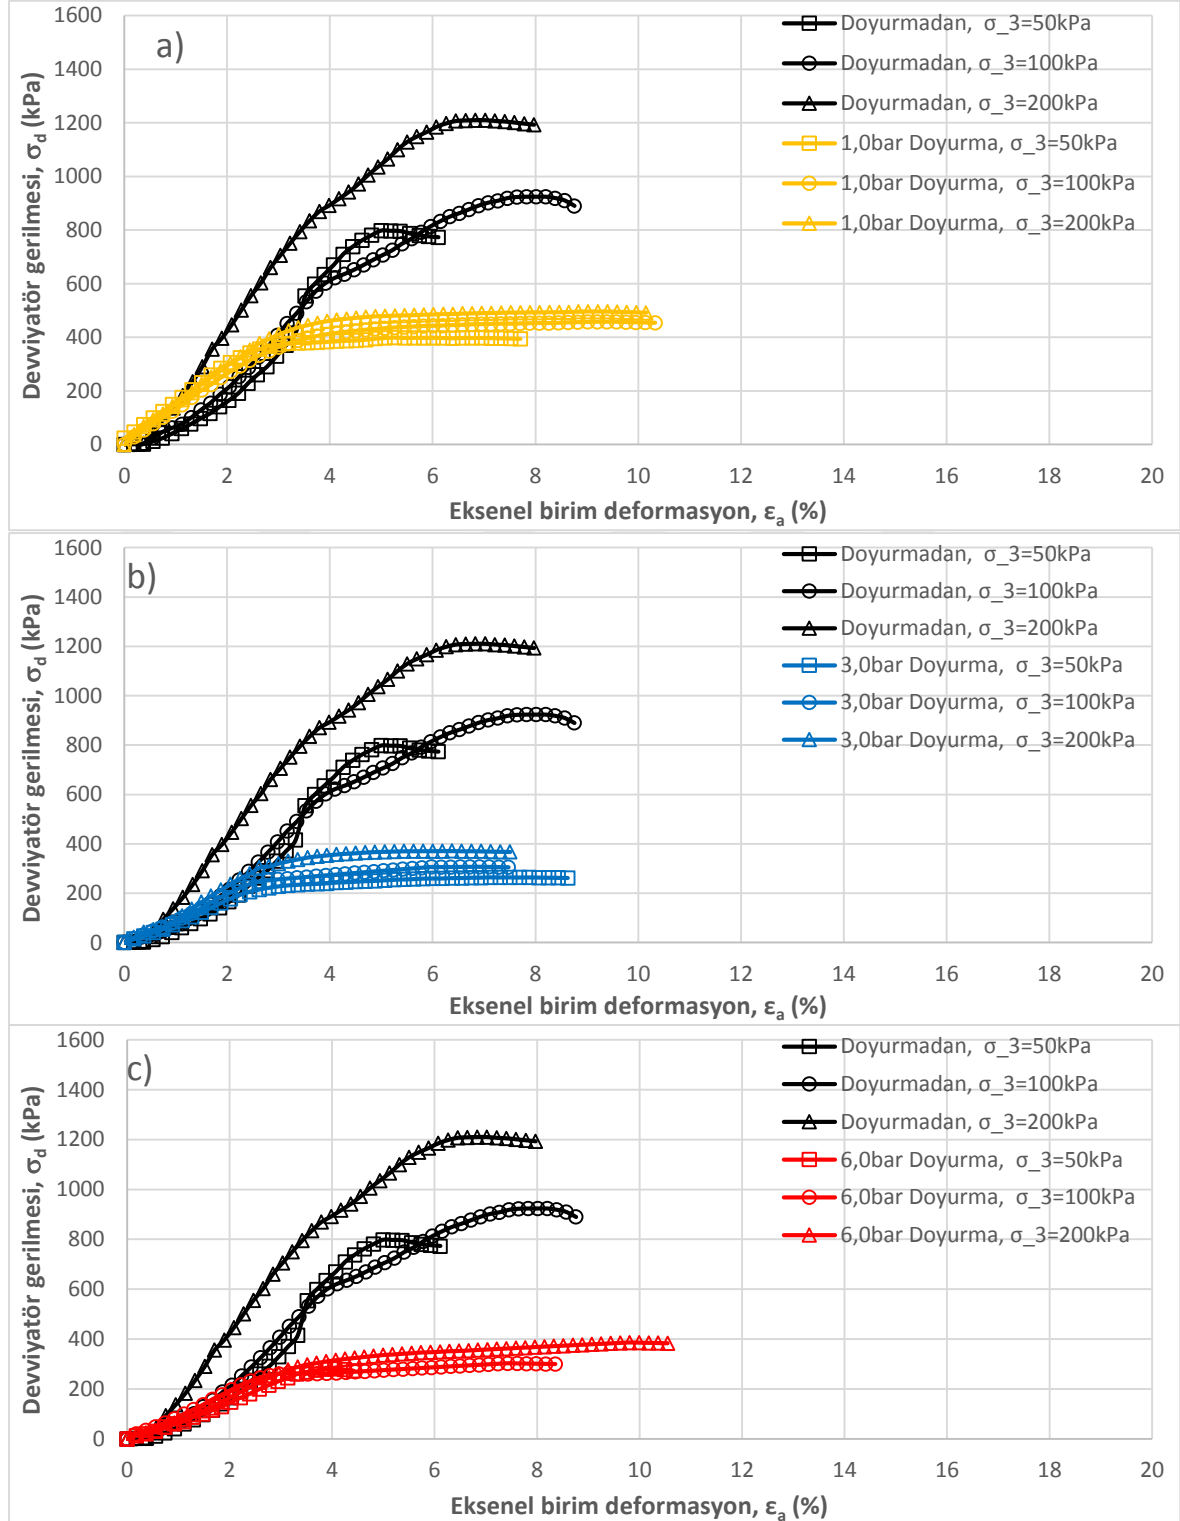 a)
Devviyatör gerilmesi, σd (kPa)
1600
1400
1200
1000
800
600
400
200
0
0 2 4 6 8 10 12 14 16 18 20
Eksenel birim deformasyon, εa (%)
Doyurmadan, σ_3=50kPa
Doyurmadan, σ_3=100kPa
Doyurmadan, σ_3=200kPa
1,0bar Doyurma, σ_3=50kPa
1,0bar Doyurma, σ_3=100kPa
1,0bar Doyurma, σ_3=200kPa
b)
Devviyatör gerilmesi, σd (kPa)
1600
1400
1200
1000
800
600
400
200
0
0 2 4 6 8 10 12 14 16 18 20
Eksenel birim deformasyon, εa (%)
Doyurmadan, σ_3=50kPa
Doyurmadan, σ_3=100kPa
Doyurmadan, σ_3=200kPa
3,0bar Doyurma, σ_3=50kPa
3,0bar Doyurma, σ_3=100kPa
3,0bar Doyurma, σ_3=200kPa
c)
Devviyatör gerilmesi, σd (kPa)
1600
1400
1200
1000
800
600
400
200
0
0 2 4 6 8 10 12 14 16 18 20
Eksenel birim deformasyon, εa (%)
Doyurmadan, σ_3=50kPa
Doyurmadan, σ_3=100kPa
Doyurmadan, σ_3=200kPa
6,0bar Doyurma, σ_3=50kPa
6,0bar Doyurma, σ_3=100kPa
6,0bar Doyurma, σ_3=200kPa